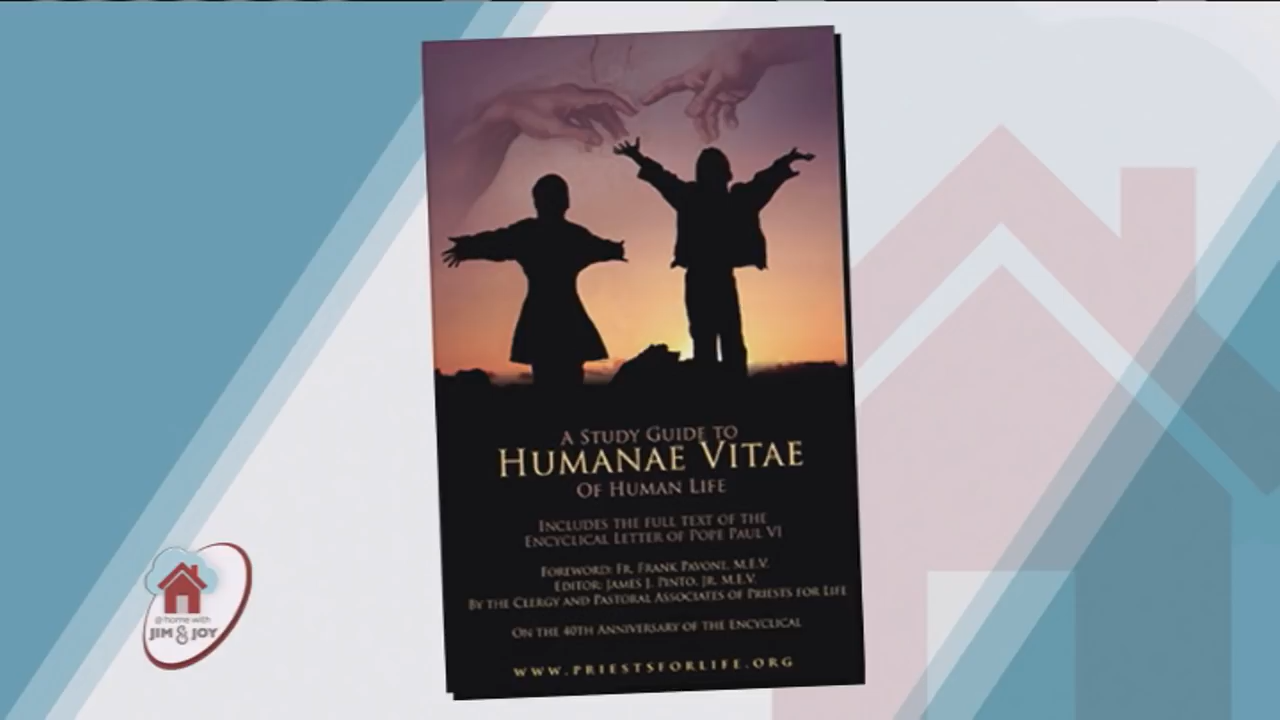 A STUDY GUIDE TO
HUMANAE VITAE
OF HUMAN LIFE
INCLUDES THE FULL TEXT OF THE
ENCYCLICAL LETTER OF POPE PAUL VI
FOREWORD: FR. FRANK PAVONE, M.E.V.
EDITOR: JAMES J. PINTO, JR. M.E.V.
BY THE CLERGY AND PASTORAL ASSOCIATES OF PRIESTS FOR LIFE
ON THE 40TH ANNIVERSARY OF THE ENCYCLICAL
WWW.PRIESTSFORLIFE.ORG
@home with
JIM & JOY